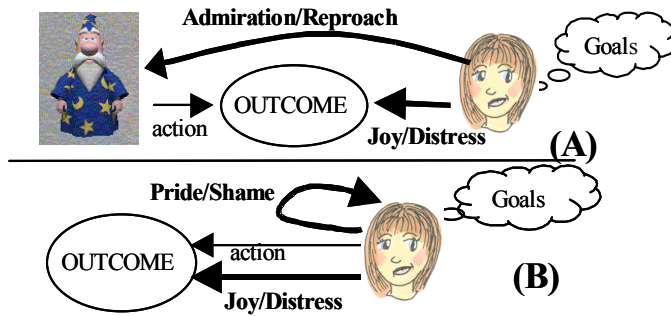 Admiration/Reproach
Goals
OUTCOME
action
Joy/Distress
(A)
Pride/Shame
Goals
action
OUTCOME
(B)
Joy/Distress